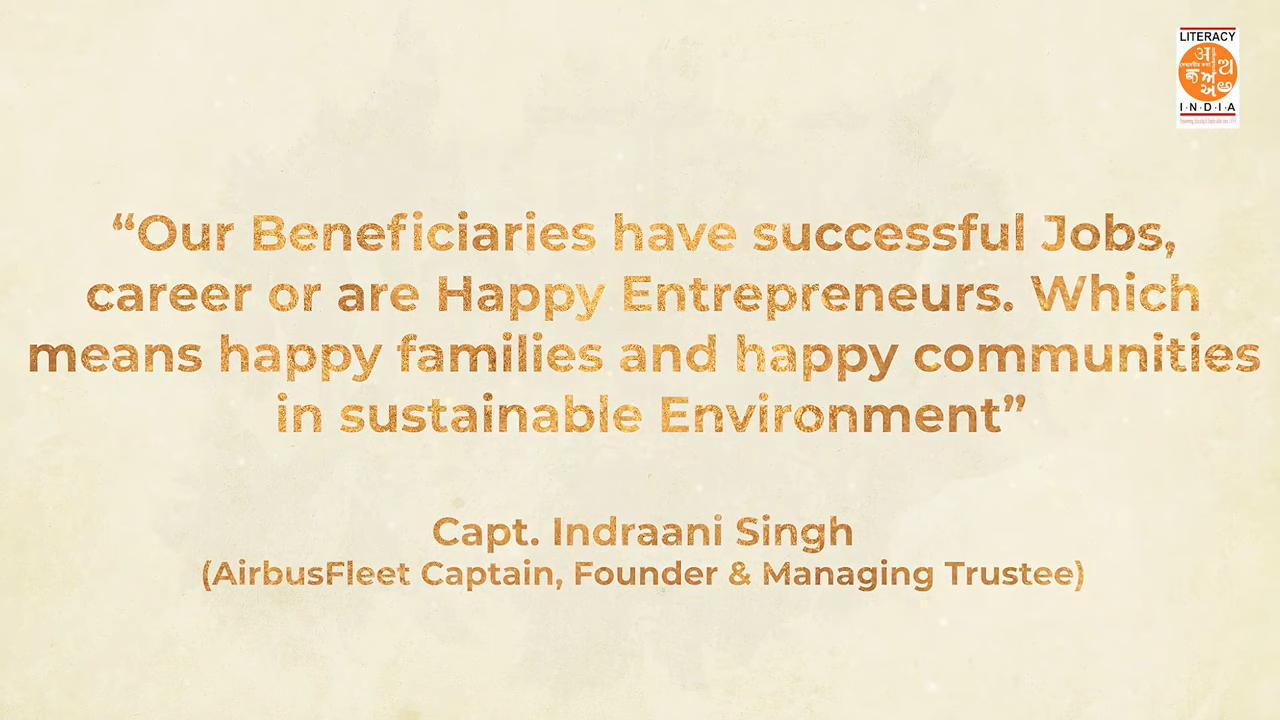 LITERACY
अ
I·N·D·I·A
“Our Beneficiaries have successful Jobs,
career or are Happy Entrepreneurs. Which
means happy families and happy communities
in sustainable Environment”
Capt. Indraani Singh
(AirbusFleet Captain, Founder & Managing Trustee)